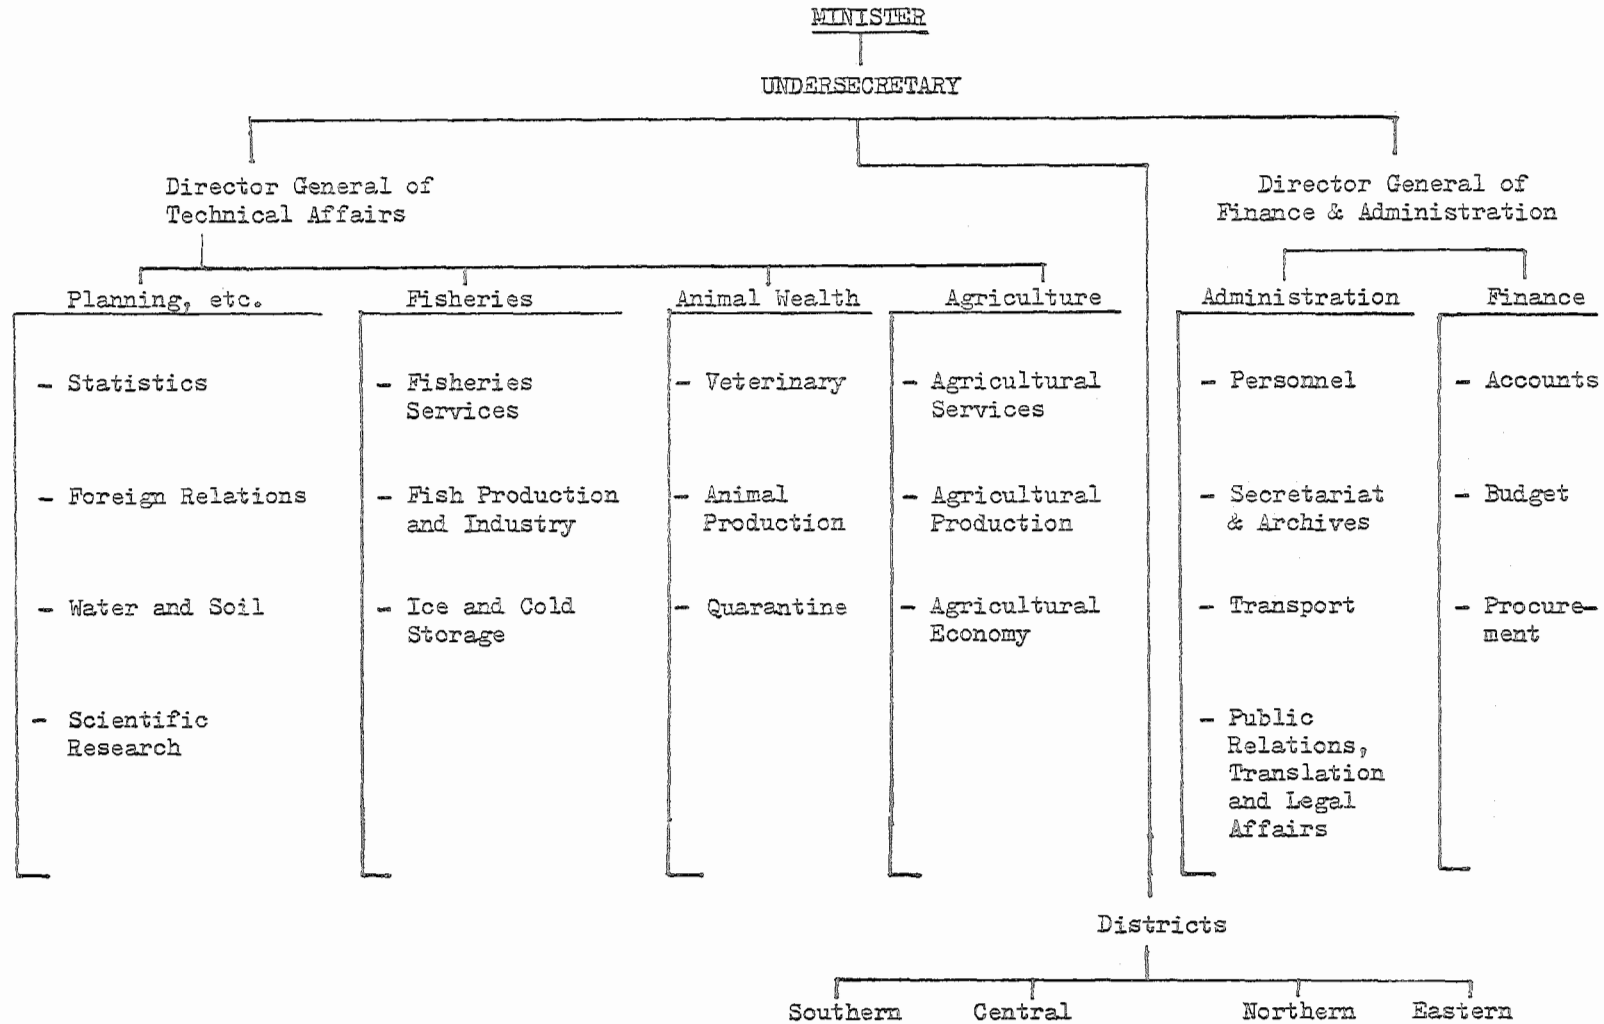 MINISTER
UNDERSECRETARY
Director General of
Technical Affairs
Director General of
Finance & Administration
Planning, etc.
- Statistics
- Foreign Relations
- Water and Soil
- Scientific
Research
Fisheries
- Fisheries
Services
- Fish Production
and Industry
- Ice and Cold
Storage
Animal Wealth
- Veterinary
- Animal
Production
- Quarantine
Agriculture
- Agricultural
Services
- Agricultural
Production
- Agricultural
Economy
Administration
- Personnel
- Secretariat
& Archives
- Transport
- Public
Relations,
Translation
and Legal
Affairs
Finance
- Accounts
- Budget
- Procure-
ment
Districts
Southern
Central
Northern
Eastern